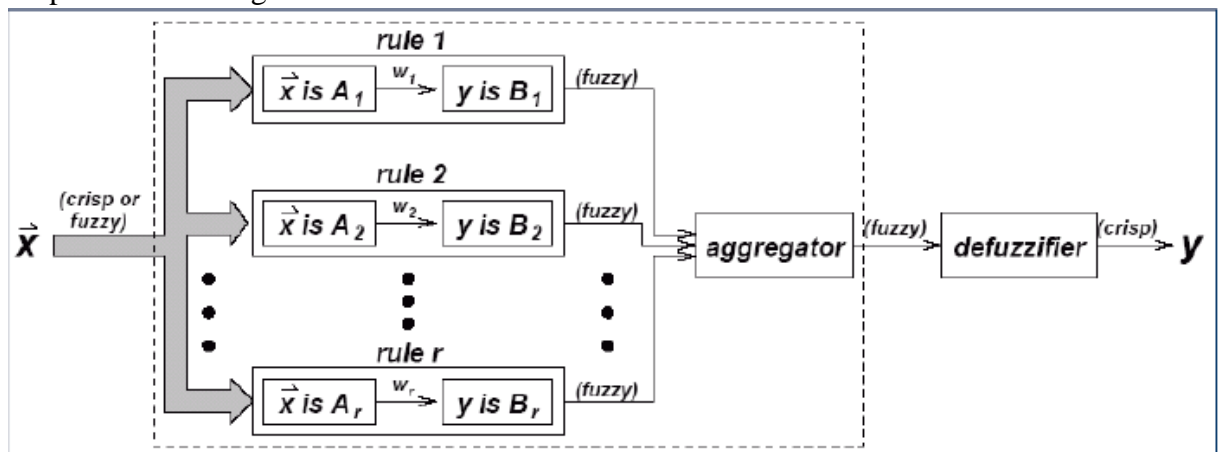 rule 1
x⃗ is A₁
w₁
y is B₁
(fuzzy)
(crisp or
fuzzy)
x⃗
rule 2
x⃗ is A₂
w₂
y is B₂
(fuzzy)
aggregator
(fuzzy)
defuzzifier
(crisp)
y
rule r
x⃗ is Aᵣ
wᵣ
y is Bᵣ
(fuzzy)